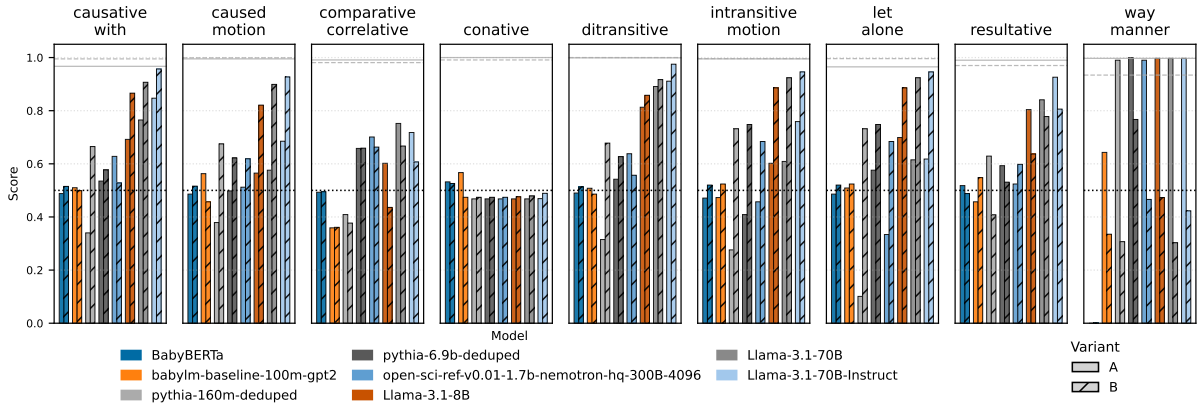 causative with
caused motion
comparative correlative
conative
ditransitive
intransitive motion
let alone
resultative
way manner
Score
1.0
0.8
0.6
0.4
0.2
0.0
Model
BabyBERTa
babylm-baseline-100m-gpt2
pythia-160m-deduped
pythia-6.9b-deduped
open-sci-ref-v0.01-1.7b-nemotron-hq-300B-4096
Llama-3.1-8B
Llama-3.1-70B
Llama-3.1-70B-Instruct
Variant
A
B